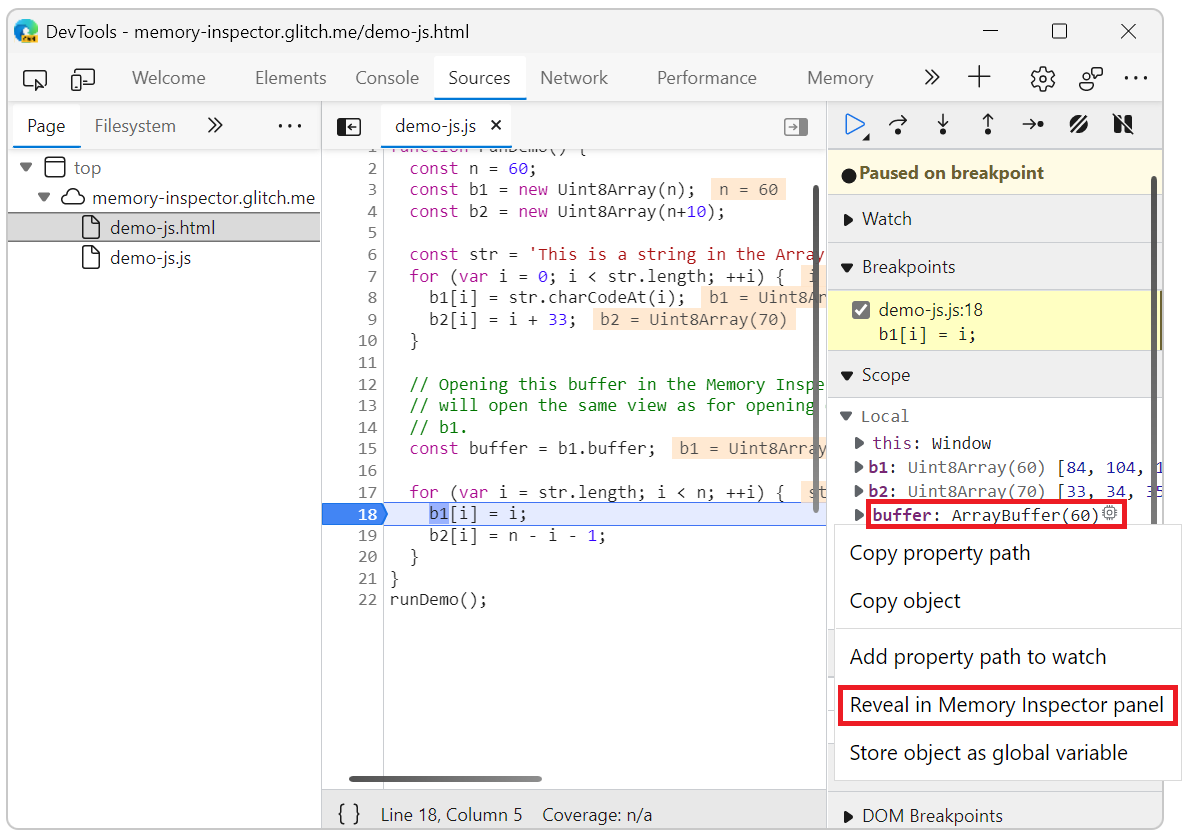 DevTools - memory-inspector.glitch.me/demo-js.html
Welcome Elements Console Sources Network Performance Memory
Page Filesystem
top
memory-inspector.glitch.me
demo-js.html
demo-js.js
demo-js.js
1 function runDemo() {
2 const n = 60;
3 const b1 = new Uint8Array(n); n = 60
4 const b2 = new Uint8Array(n+10);
5
6 const str = 'This is a string in the Array
7 for (var i = 0; i < str.length; ++i) { i
8 b1[i] = str.charCodeAt(i); b1 = Uint8Ar
9 b2[i] = i + 33; b2 = Uint8Array(70)
10 }
11
12 // Opening this buffer in the Memory Inspe
13 // will open the same view as for opening
14 // b1.
15 const buffer = b1.buffer; b1 = Uint8Array
16
17 for (var i = str.length; i < n; ++i) { st
18 b1[i] = i;
19 b2[i] = n - i - 1;
20 }
21 }
22 runDemo();
{ } Line 18, Column 5 Coverage: n/a
Paused on breakpoint
Watch
Breakpoints
demo-js.js:18
b1[i] = i;
Scope
Local
this: Window
b1: Uint8Array(60) [84, 104, 1
b2: Uint8Array(70) [33, 34, 35
buffer: ArrayBuffer(60)
Copy property path
Copy object
Add property path to watch
Reveal in Memory Inspector panel
Store object as global variable
DOM Breakpoints